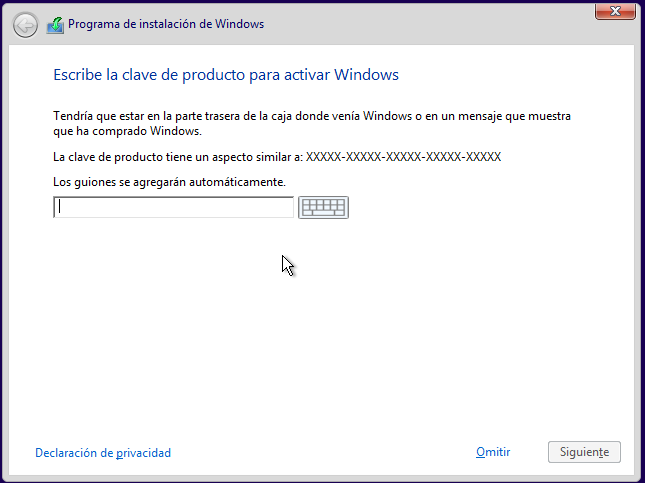 Programa de instalación de Windows
Escribe la clave de producto para activar Windows
Tendría que estar en la parte trasera de la caja donde venía Windows o en un mensaje que muestra
que ha comprado Windows.
La clave de producto tiene un aspecto similar a: XXXXX-XXXXX-XXXXX-XXXXX-XXXXX
Los guiones se agregarán automáticamente.
Declaración de privacidad
Omitir
Siguiente